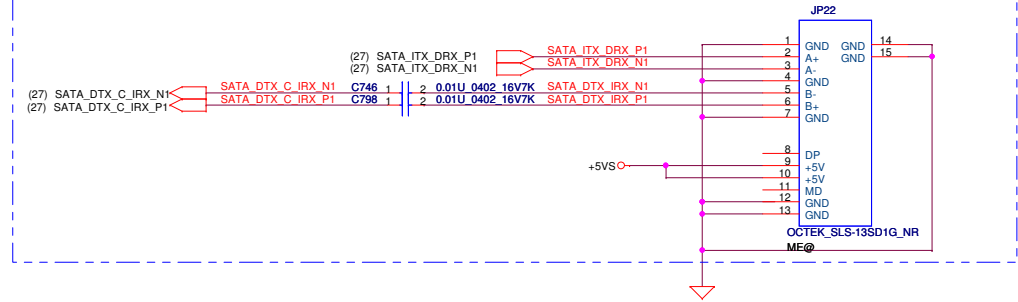 JP22
1 GND GND 14
(27) SATA_ITX_DRX_P1 SATA_ITX_DRX_P1 2 A+ GND 15
(27) SATA_ITX_DRX_N1 SATA_ITX_DRX_N1 3 A-
4 GND
(27) SATA_DTX_C_IRX_N1 SATA_DTX_C_IRX_N1 C746 1 2 0.01U_0402_16V7K SATA_DTX_IRX_N1 5 B-
(27) SATA_DTX_C_IRX_P1 SATA_DTX_C_IRX_P1 C798 1 2 0.01U_0402_16V7K SATA_DTX_IRX_P1 6 B+
7 GND
8 DP
+5VS 9 +5V
10 +5V
11 MD
12 GND
13 GND
OCTEK_SLS-13SD1G_NR
ME@